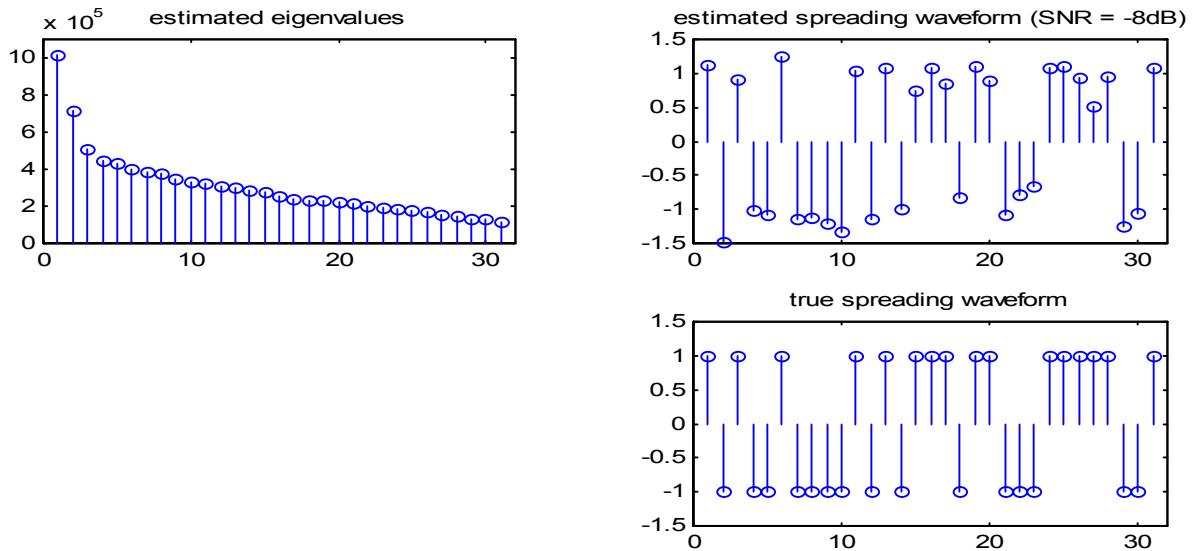 estimated eigenvalues
x 10^5
10
8
6
4
2
0
0 10 20 30
estimated spreading waveform (SNR = -8dB)
1.5
1
0.5
0
-0.5
-1
-1.5
0 10 20 30
true spreading waveform
1.5
1
0.5
0
-0.5
-1
-1.5
0 10 20 30